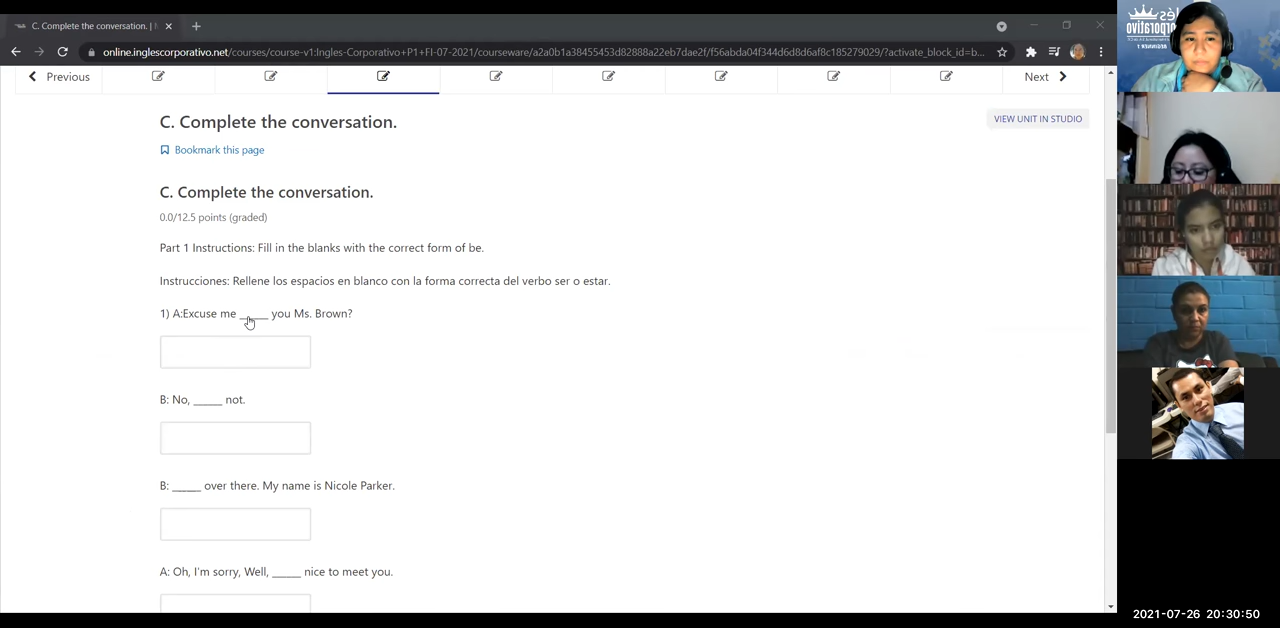 C. Complete the conversation. |
online.inglescorporativo.net/courses/course-v1:Ingles-Corporativo+P1+FI-07-2021/courseware/a2a0b1a38455453d82888a22eb7dae2f/f56abda04f344d6d8d6af8c185279029/?activate_block_id=b...
Previous
Next
C. Complete the conversation.
VIEW UNIT IN STUDIO
Bookmark this page
C. Complete the conversation.
0.0/12.5 points (graded)
Part 1 Instructions: Fill in the blanks with the correct form of be.
Instrucciones: Rellene los espacios en blanco con la forma correcta del verbo ser o estar.
1) A:Excuse me _____ you Ms. Brown?
B: No, _____ not.
B: _____ over there. My name is Nicole Parker.
A: Oh, I'm sorry, Well, _____ nice to meet you.
2021-07-26 20:30:50